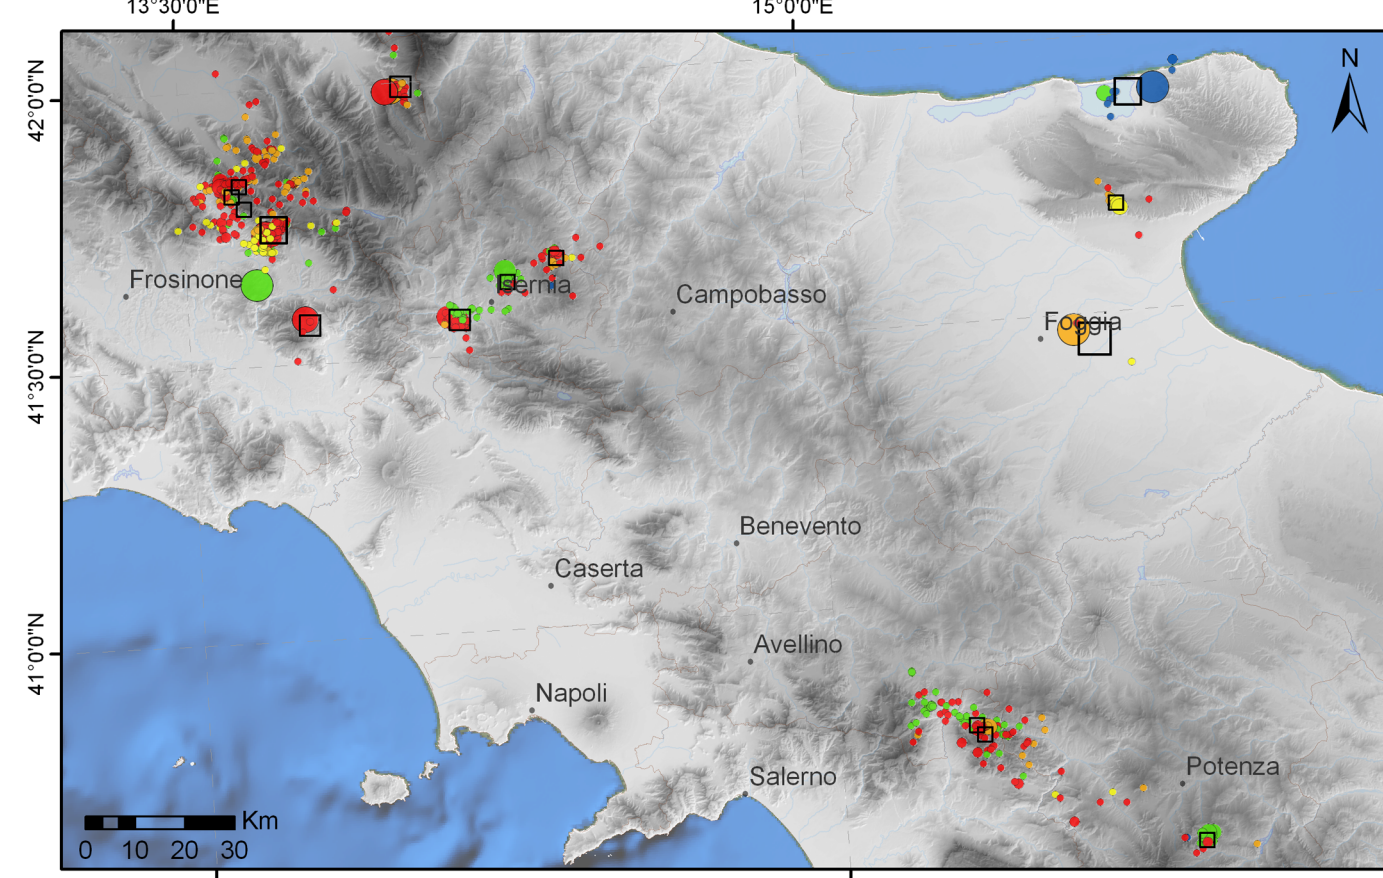 13°30'0"E 15°0'0"E
N
42°0'0"N
Frosinone
Isernia
Campobasso
Foggia
41°30'0"N
Benevento
Caserta
Avellino
41°0'0"N
Napoli
Salerno
Potenza
Km
0 10 20 30